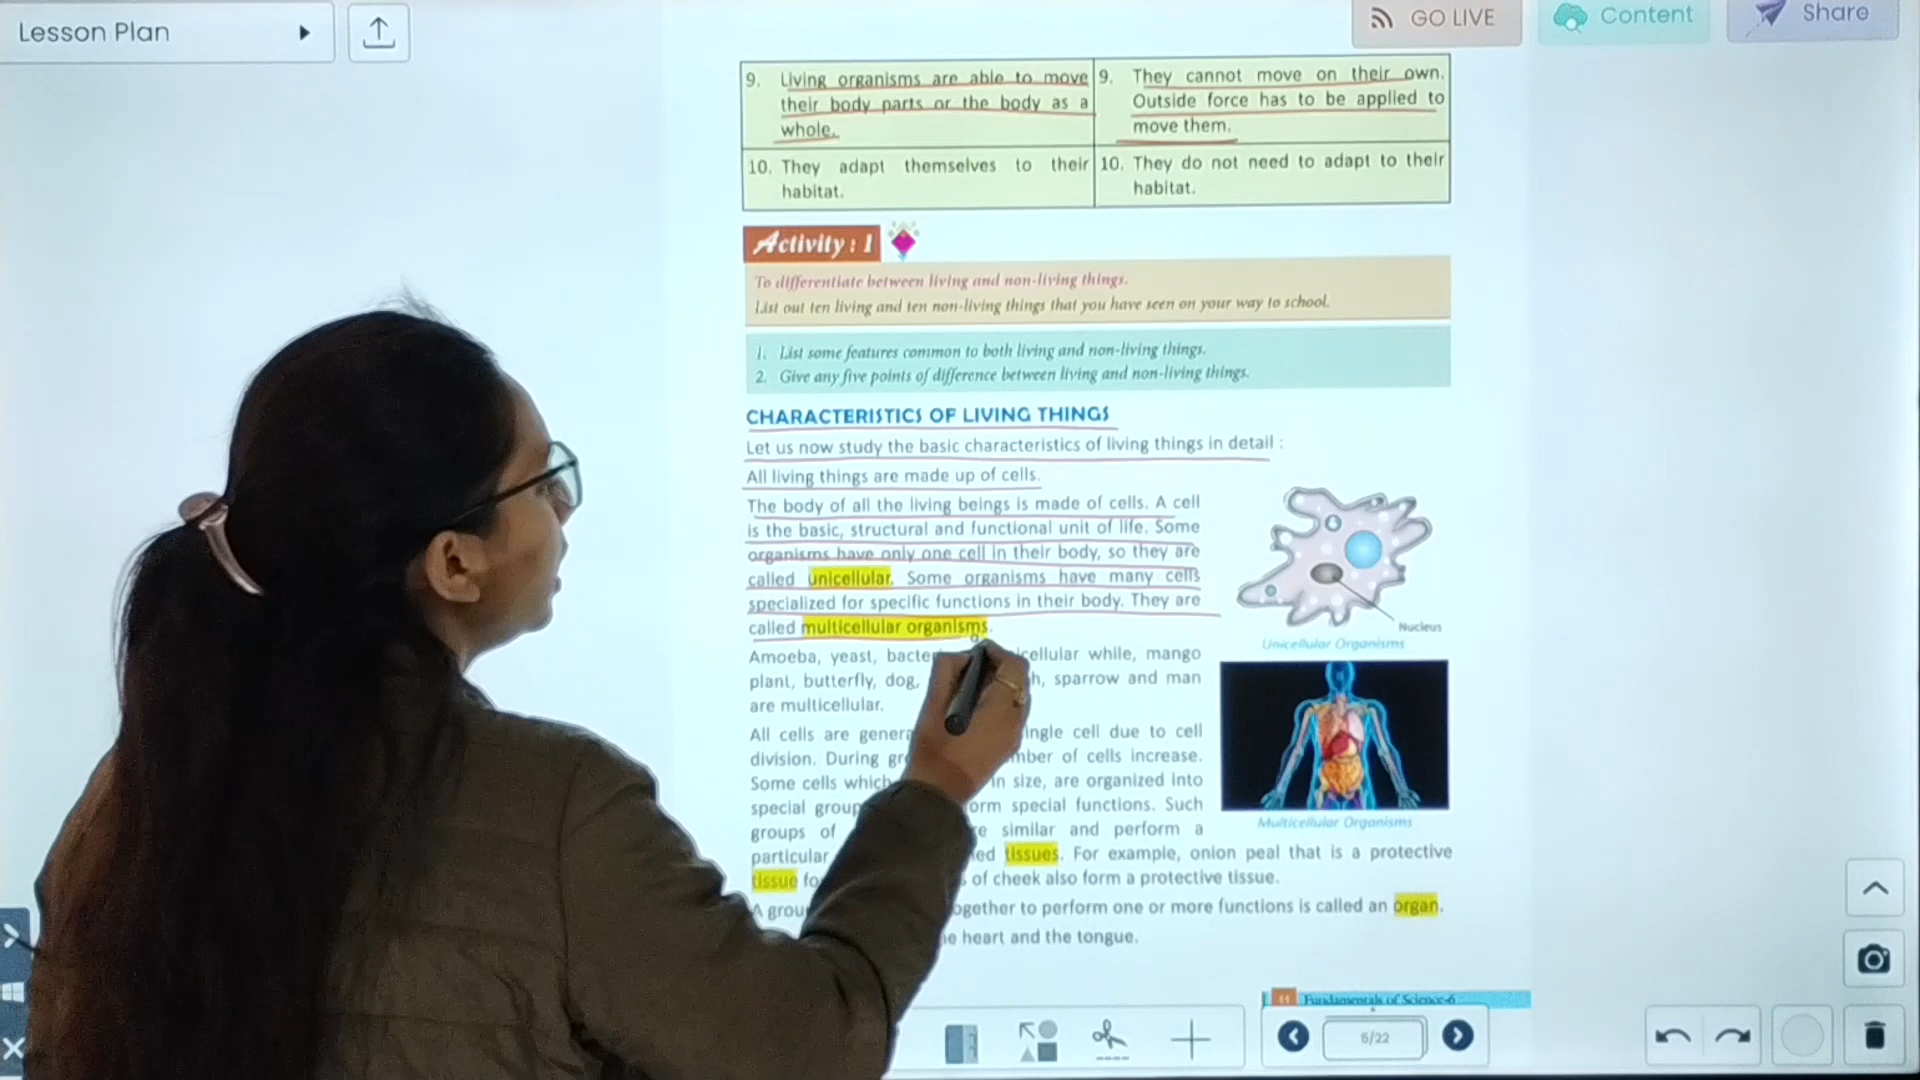 Lesson Plan
GO LIVE
Content
Share
9. Living organisms are able to move
their body parts or the body as a
whole.
9. They cannot move on their own.
Outside force has to be applied to
move them.
10. They adapt themselves to their
habitat.
10. They do not need to adapt to their
habitat.
Activity : 1
To differentiate between living and non-living things.
List out ten living and ten non-living things that you have seen on your way to school.
1. List some features common to both living and non-living things.
2. Give any five points of difference between living and non-living things.
CHARACTERISTICS OF LIVING THINGS
Let us now study the basic characteristics of living things in detail :
All living things are made up of cells.
The body of all the living beings is made of cells. A cell
is the basic, structural and functional unit of life. Some
organisms have only one cell in their body, so they are
called unicellular. Some organisms have many cells
specialized for specific functions in their body. They are
called multicellular organisms.
Nucleus
Unicellular Organisms
Amoeba, yeast, while, mango
plant, butterfly, dog, sparrow and man
are multicellular.
All cells are cell due to cell
division. During of cells increase.
Some cells which in size, are organized into
special special functions. Such
groups of similar and perform a
particular tissues. For example, onion peal that is a protective
tissue of cheek also form a protective tissue.
Multicellular Organisms
A together to perform one or more functions is called an organ.
heart and the tongue.
11 Fundamentals of Science-6
5/22